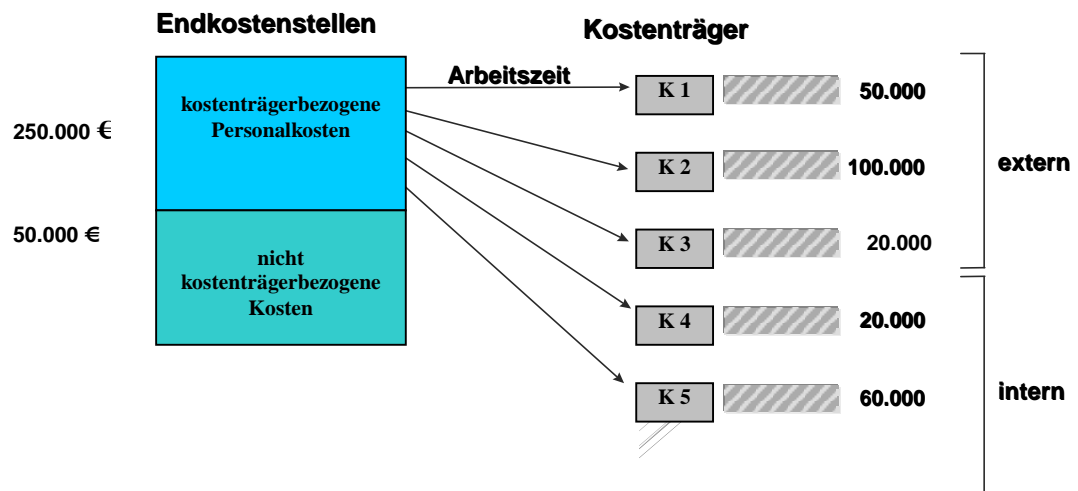 Endkostenstellen
Kostenträger
250.000 €
kostenträgerbezogene
Personalkosten
50.000 €
nicht
kostenträgerbezogene
Kosten
Arbeitszeit
K 1
50.000
K 2
100.000
K 3
20.000
extern
K 4
20.000
K 5
60.000
intern